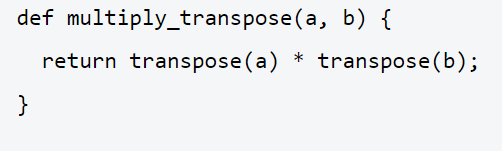 def multiply_transpose(a, b) {
  return transpose(a) * transpose(b);
}